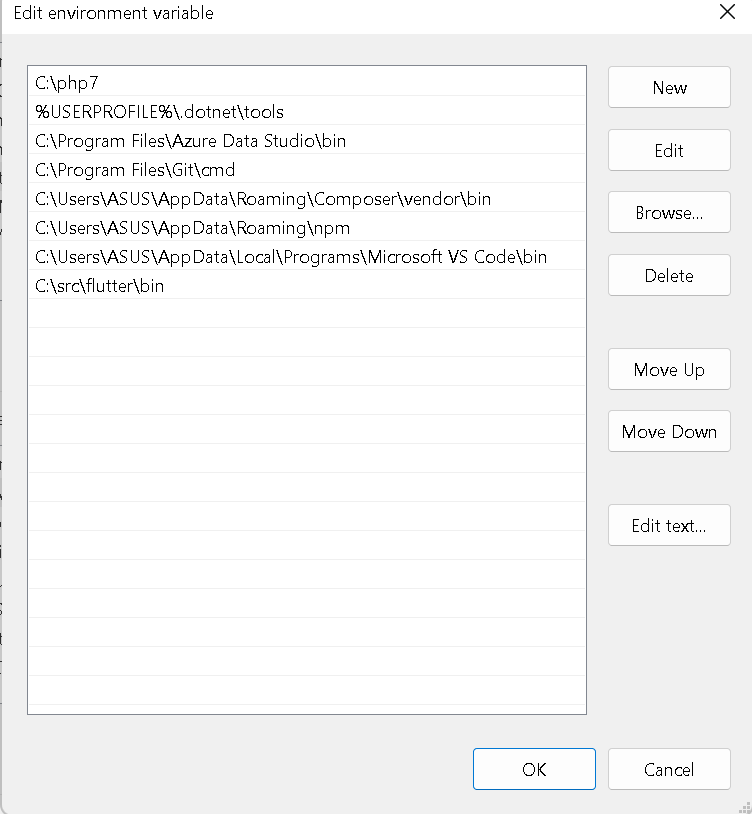 Edit environment variable
C:\php7
%USERPROFILE%\.dotnet\tools
C:\Program Files\Azure Data Studio\bin
C:\Program Files\Git\cmd
C:\Users\ASUS\AppData\Roaming\Composer\vendor\bin
C:\Users\ASUS\AppData\Roaming\npm
C:\Users\ASUS\AppData\Local\Programs\Microsoft VS Code\bin
C:\src\flutter\bin
New
Edit
Browse...
Delete
Move Up
Move Down
Edit text...
OK
Cancel